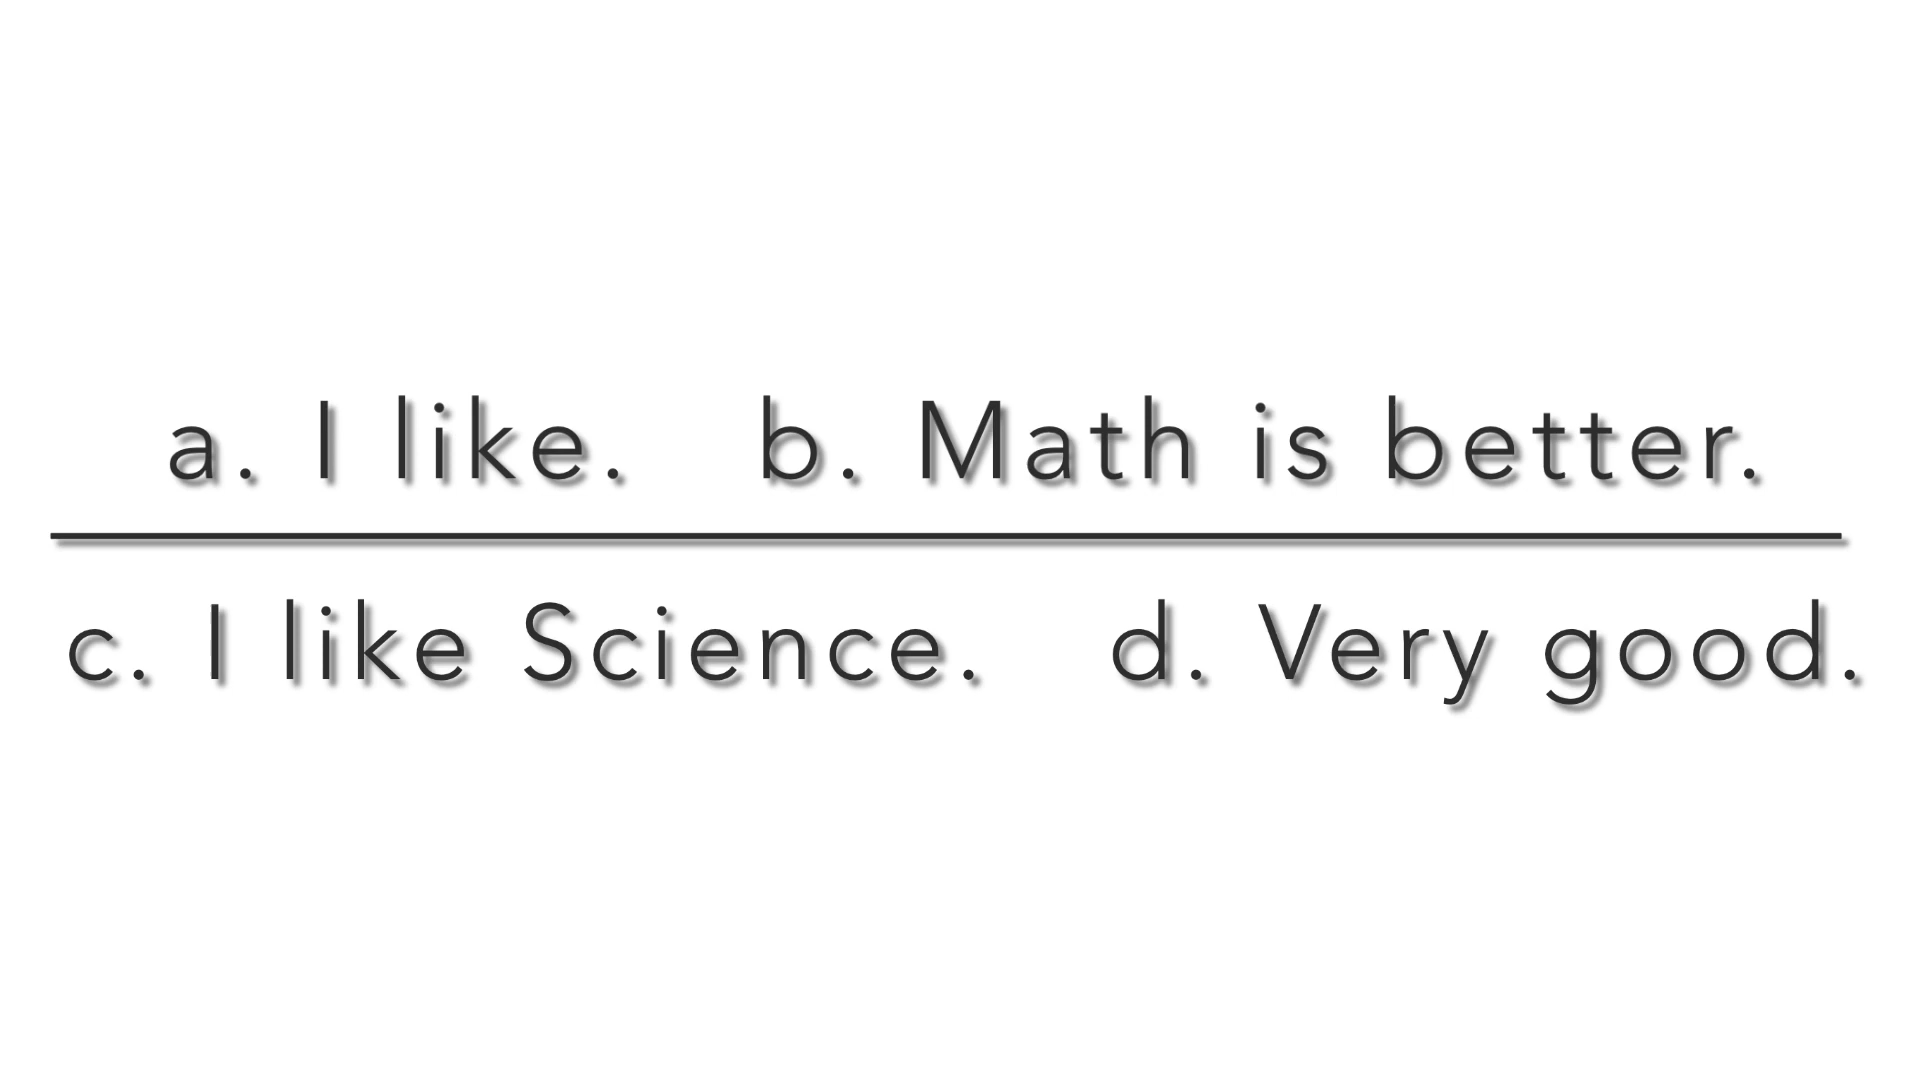 a. I like. b. Math is better.
c. I like Science. d. Very good.